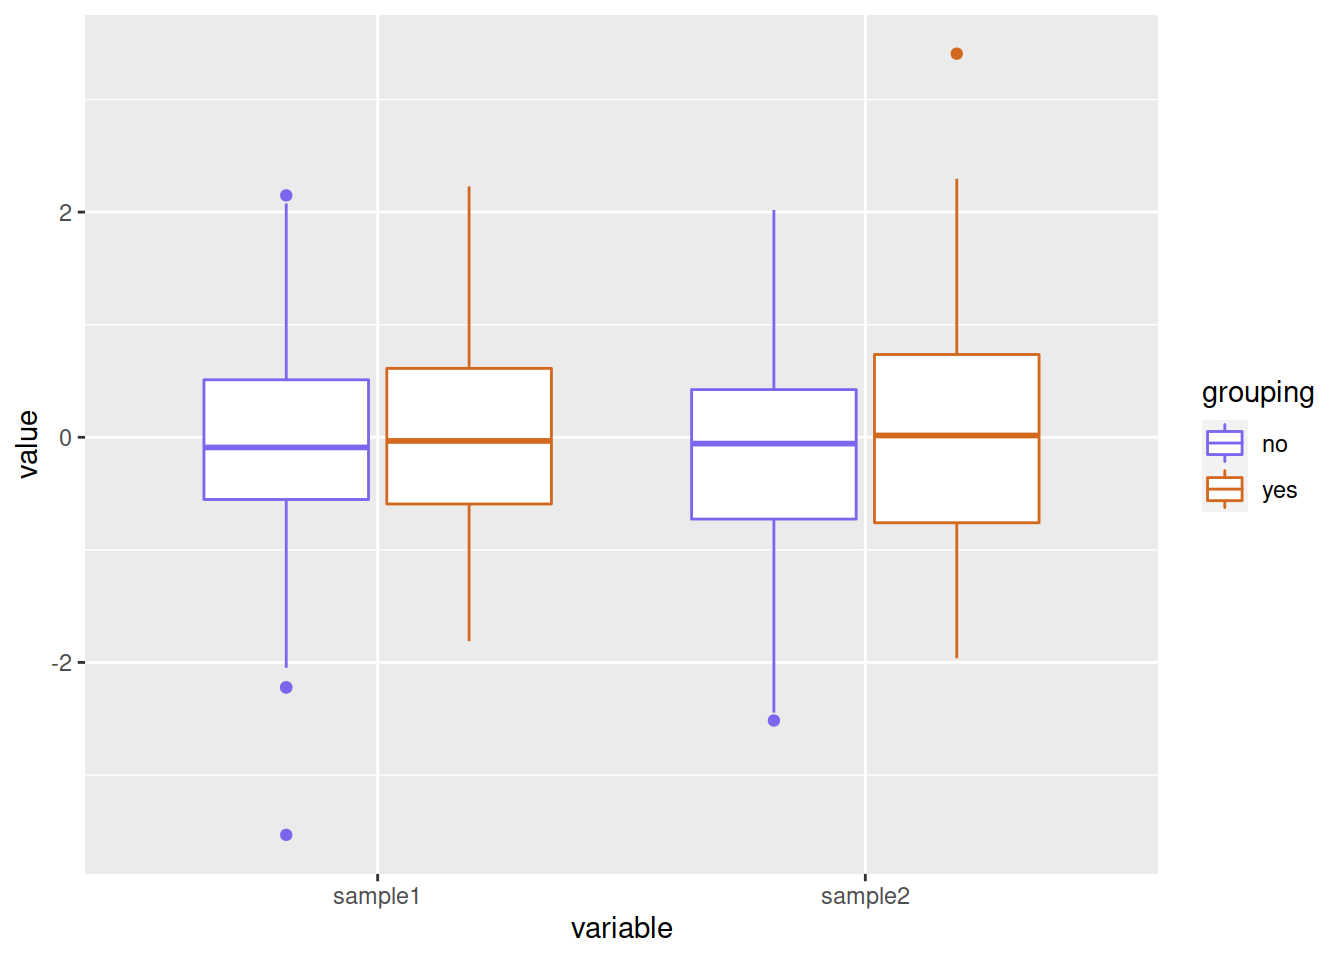 value
2
0
-2
sample1
sample2
variable
grouping
no
yes